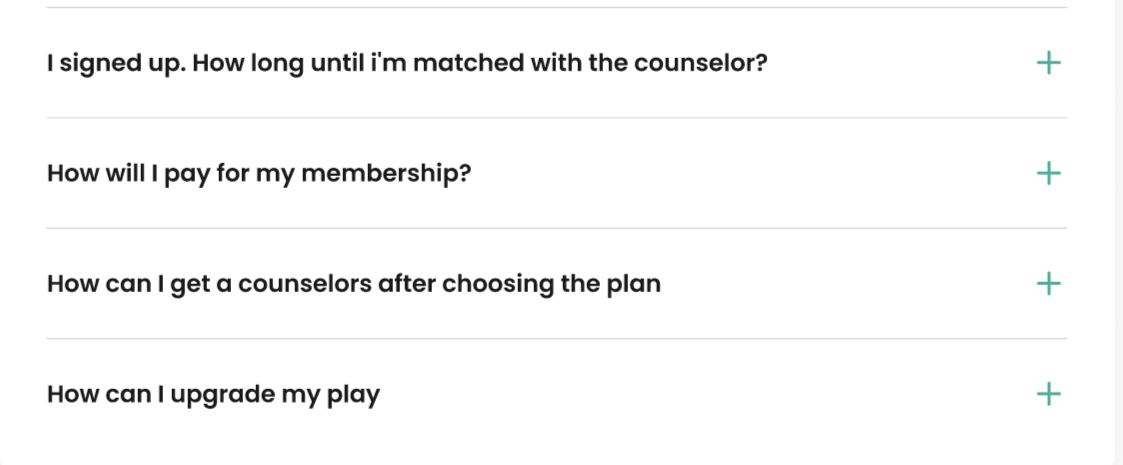 I signed up. How long until i'm matched with the counselor?
How will I pay for my membership?
How can I get a counselors after choosing the plan
How can I upgrade my play